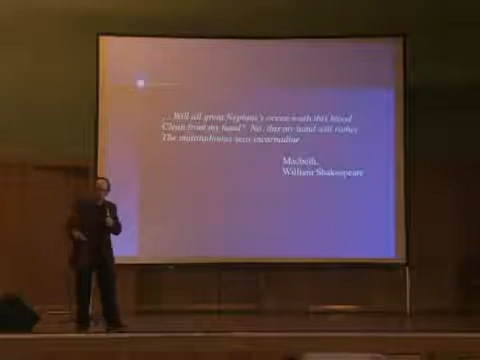 ... Will all great Neptune's ocean wash this blood
Clean from my hand? No, this my hand will rather
The multitudinous seas incarnadine
Macbeth,
William Shakespeare